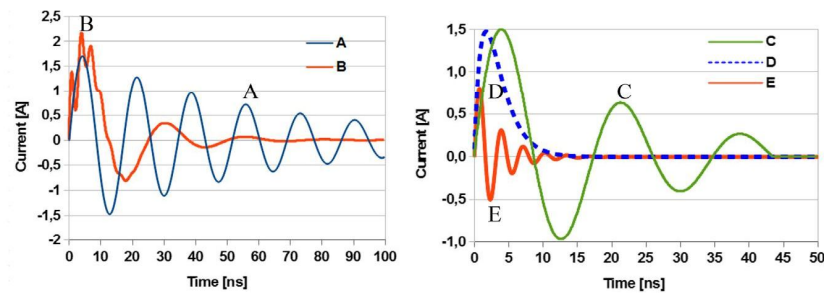 2,5
2
1,5
1
0,5
0
-0,5
-1
-1,5
-2
Current [A]
0 10 20 30 40 50 60 70 80 90 100
Time [ns]
B
A
A
B
1,5
1,0
0,5
0,0
-0,5
-1,0
Current [A]
0 5 10 15 20 25 30 35 40 45 50
Time [ns]
D
C
E
C
D
E